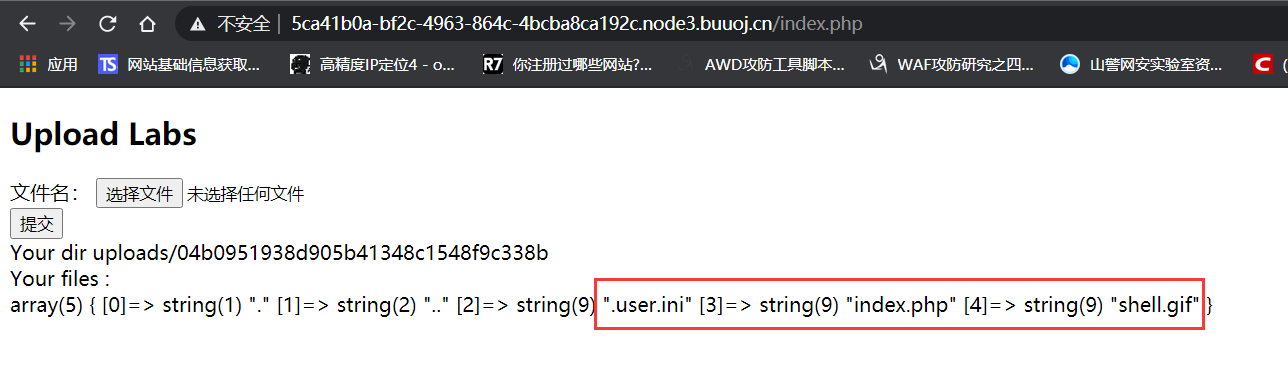 不安全 | 5ca41b0a-bf2c-4963-864c-4bcba8ca192c.node3.buuoj.cn/index.php
应用 TS 网站基础信息获取... 高精度IP定位4 - o... R7 你注册过哪些网站?... AWD攻防工具脚本... WAF攻防研究之四... 山警网安实验室资... C (
Upload Labs
文件名： 选择文件 未选择任何文件
提交
Your dir uploads/04b0951938d905b41348c1548f9c338b
Your files :
array(5) { [0]=> string(1) "." [1]=> string(2) ".." [2]=> string(9) ".user.ini" [3]=> string(9) "index.php" [4]=> string(9) "shell.gif" }